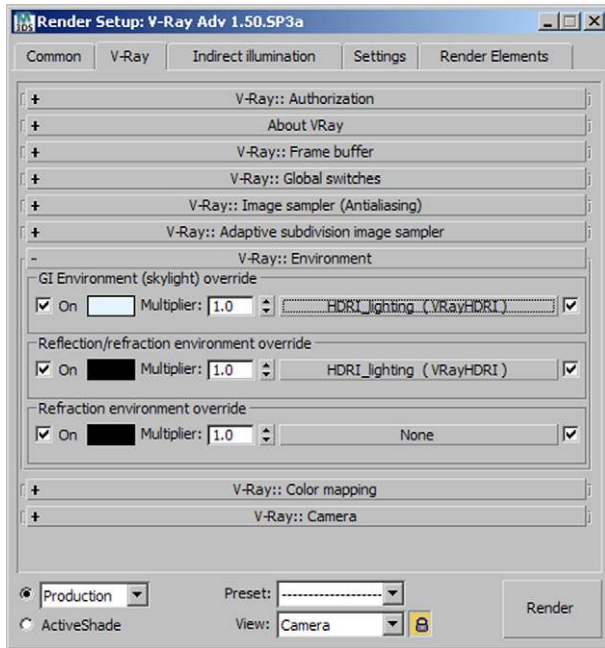 Render Setup: V-Ray Adv 1.50.SP3a
Common V-Ray Indirect illumination Settings Render Elements
+ V-Ray:: Authorization
+ About VRay
+ V-Ray:: Frame buffer
+ V-Ray:: Global switches
+ V-Ray:: Image sampler (Antialiasing)
+ V-Ray:: Adaptive subdivision image sampler
- V-Ray:: Environment
GI Environment (skylight) override
On Multiplier: 1.0 HDRI_lighting (VRayHDRI)
Reflection/refraction environment override
On Multiplier: 1.0 HDRI_lighting (VRayHDRI)
Refraction environment override
On Multiplier: 1.0 None
+ V-Ray:: Color mapping
+ V-Ray:: Camera
Production Preset: -------------------
Render
ActiveShade View: Camera